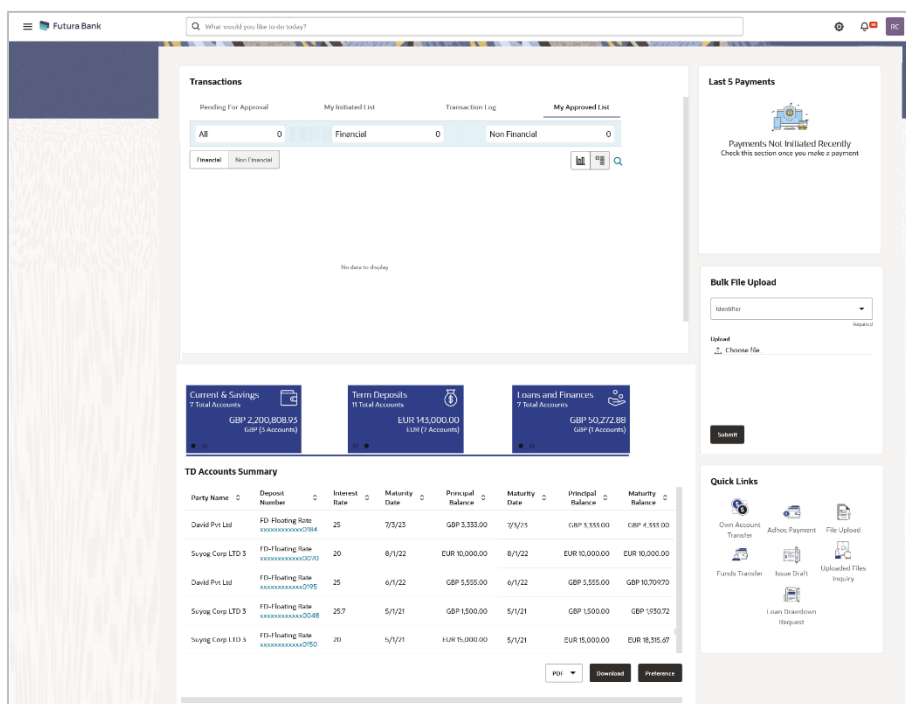 Futura Bank
What would you like to do today?
RC
Transactions
Pending For Approval My Initiated List Transaction Log My Approved List
All 0 Financial 0 Non Financial 0
Financial Non Financial
No data to display
Last 5 Payments
Payments Not Initiated Recently
Check this section once you make a payment
Bulk File Upload
Identifier
Required
Upload
Choose file..
Submit
Current & Savings
7 Total Accounts
GBP 2,200,808.93
GBP (3 Accounts)
Term Deposits
11 Total Accounts
EUR 143,000.00
EUR (7 Accounts)
Loans and Finances
7 Total Accounts
GBP 50,272.88
GBP (1 Accounts)
TD Accounts Summary
Party Name Deposit Number Interest Rate Maturity Date Principal Balance Maturity Date Principal Balance Maturity Balance
David Pvt Ltd FD-Floating Rate 25 7/3/23 GBP 3,333.00 7/3/23 GBP 3,333.00 GBP 4,333.00
xxxxxxxxxxxx0184
Suyog Corp LTD 3 FD-Floating Rate 20 8/1/22 EUR 10,000.00 8/1/22 EUR 10,000.00 EUR 10,000.00
xxxxxxxxxxxx0070
David Pvt Ltd FD-Floating Rate 25 6/1/22 GBP 5,555.00 6/1/22 GBP 5,555.00 GBP 10,709.70
xxxxxxxxxxxx0195
Suyog Corp LTD 3 FD-Floating Rate 25.7 5/1/21 GBP 1,500.00 5/1/21 GBP 1,500.00 GBP 1,930.72
xxxxxxxxxxxx0048
Suyog Corp LTD 3 FD-Floating Rate 20 5/1/21 EUR 15,000.00 5/1/21 EUR 15,000.00 EUR 18,315.67
xxxxxxxxxxxx0150
PDF Download Preference
Quick Links
Own Account Transfer
Adhoc Payment
File Upload
Funds Transfer
Issue Draft
Uploaded Files Inquiry
Loan Drawdown Request